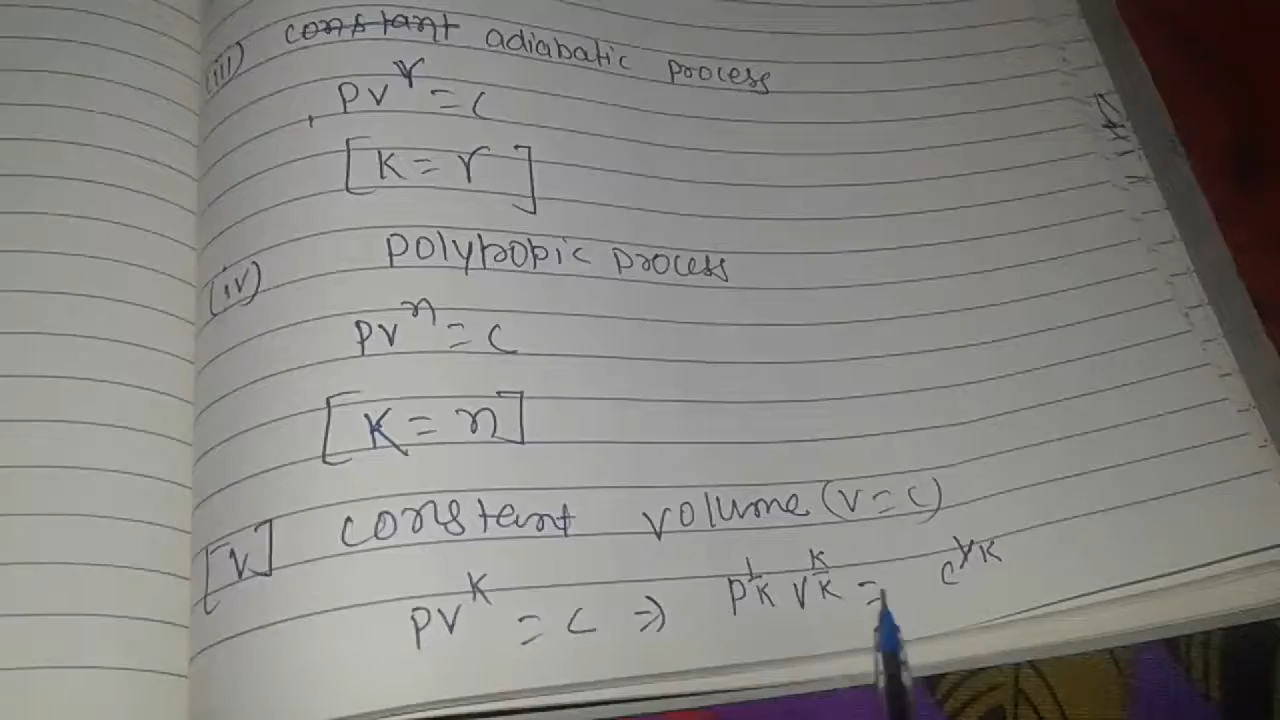 (iii) constant adiabatic process
PV^γ = C
[K = γ]
(iv) polytropic process
PV^n = C
[K = n]
[V] constant volume (V = C)
PV^K = C ⇒ P^{1/K} V^{K/K} = C^{1/K}